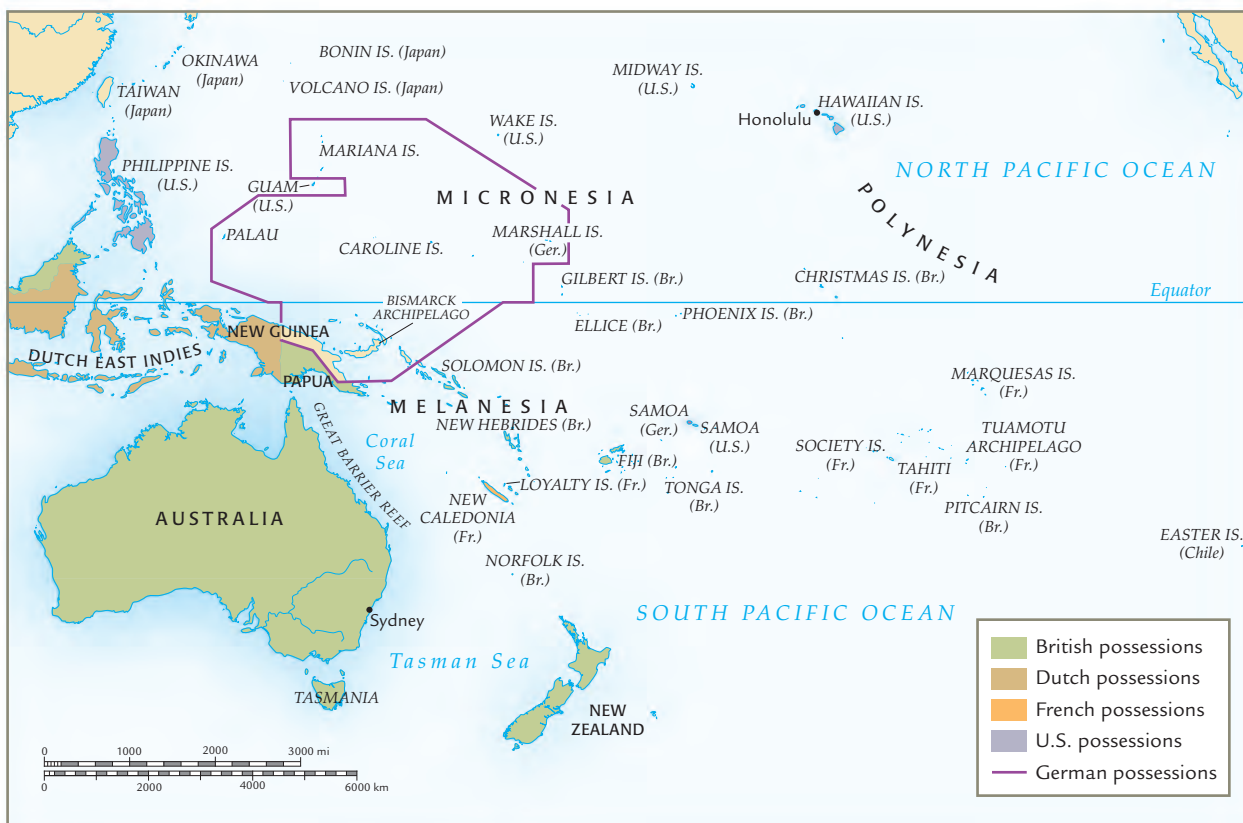 OKINAWA
(Japan)
BONIN IS. (Japan)
VOLCANO IS. (Japan)
TAIWAN
(Japan)
MIDWAY IS.
(U.S.)
HAWAIIAN IS.
(U.S.)
Honolulu
WAKE IS.
(U.S.)
MARIANA IS.
PHILIPPINE IS.
(U.S.)
GUAM
(U.S.)
NORTH PACIFIC OCEAN
MICRONESIA
POLYNESIA
PALAU
CAROLINE IS.
MARSHALL IS.
(Ger.)
GILBERT IS. (Br.)
CHRISTMAS IS. (Br.)
Equator
BISMARCK
ARCHIPELAGO
ELLICE (Br.)
PHOENIX IS. (Br.)
NEW GUINEA
DUTCH EAST INDIES
PAPUA
SOLOMON IS. (Br.)
MARQUESAS IS.
(Fr.)
MELANESIA
GREAT BARRIER REEF
Coral
Sea
NEW HEBRIDES (Br.)
SAMOA
(Ger.)
SAMOA
(U.S.)
SOCIETY IS.
(Fr.)
TUAMOTU
ARCHIPELAGO
(Fr.)
FIJI (Br.)
TAHITI
(Fr.)
LOYALTY IS. (Fr.)
TONGA IS.
(Br.)
NEW
CALEDONIA
(Fr.)
PITCAIRN IS.
(Br.)
AUSTRALIA
EASTER IS.
(Chile)
NORFOLK IS.
(Br.)
Sydney
SOUTH PACIFIC OCEAN
Tasman Sea
TASMANIA
NEW
ZEALAND
British possessions
Dutch possessions
French possessions
U.S. possessions
German possessions
0 1000 2000 3000 mi
0 2000 4000 6000 km